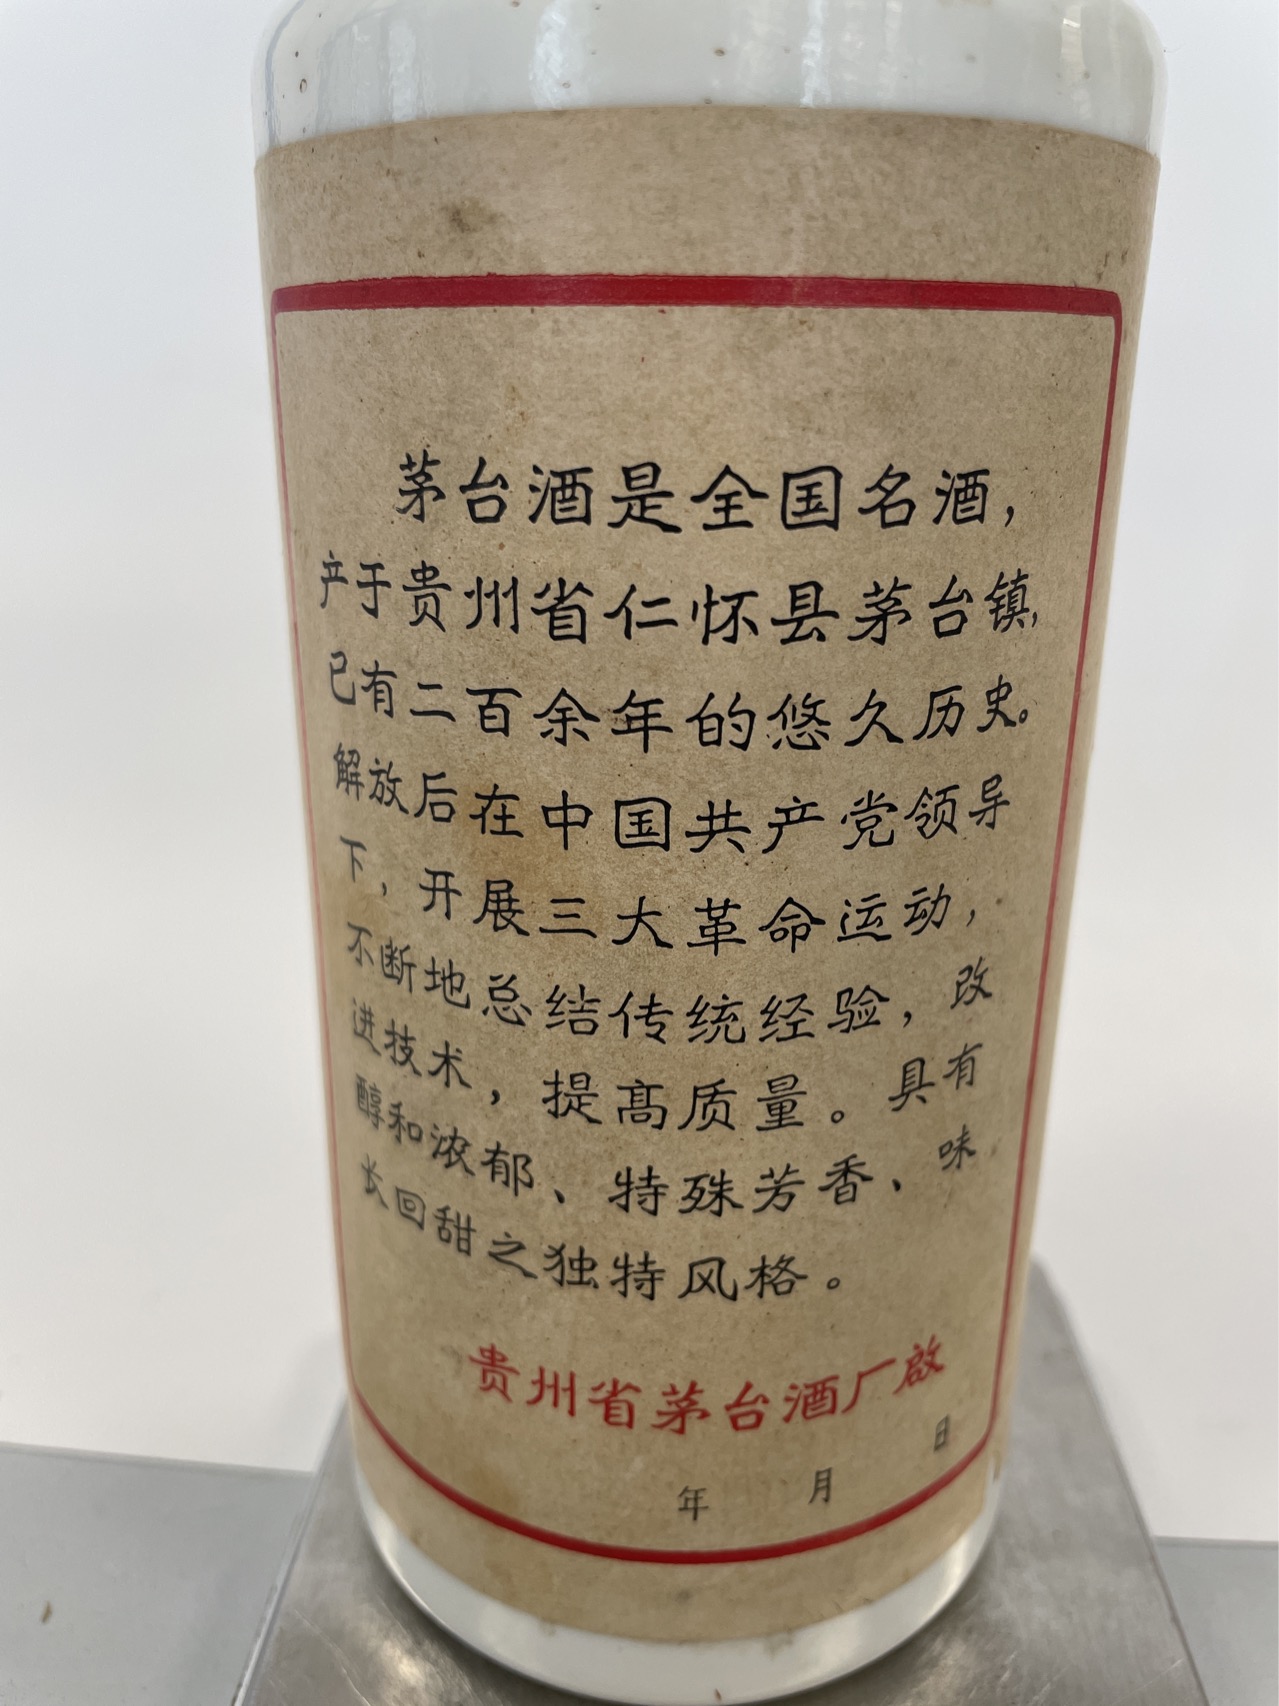 茅台酒是全国名酒，
产于贵州省仁怀县茅台镇，
已有二百余年的悠久历史。
解放后在中国共产党领导
下，开展三大革命运动，
不断地总结传统经验，改
进技术，提高质量。具有
醇和浓郁、特殊芳香、味
长回甜之独特风格。
贵州省茅台酒厂啟
年 月 日